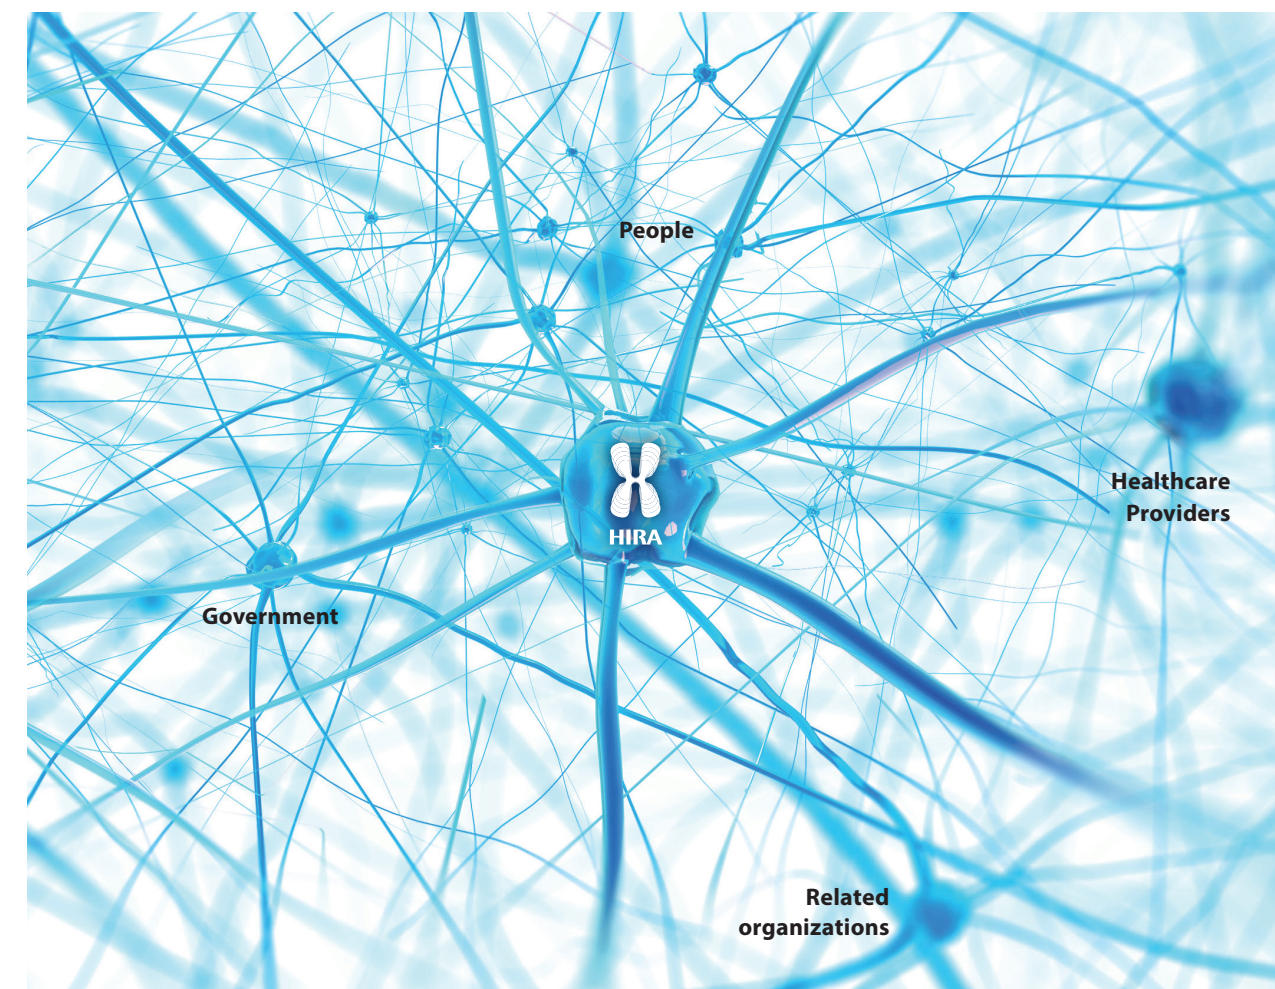 People
Healthcare
Providers
HIRA
Government
Related
organizations